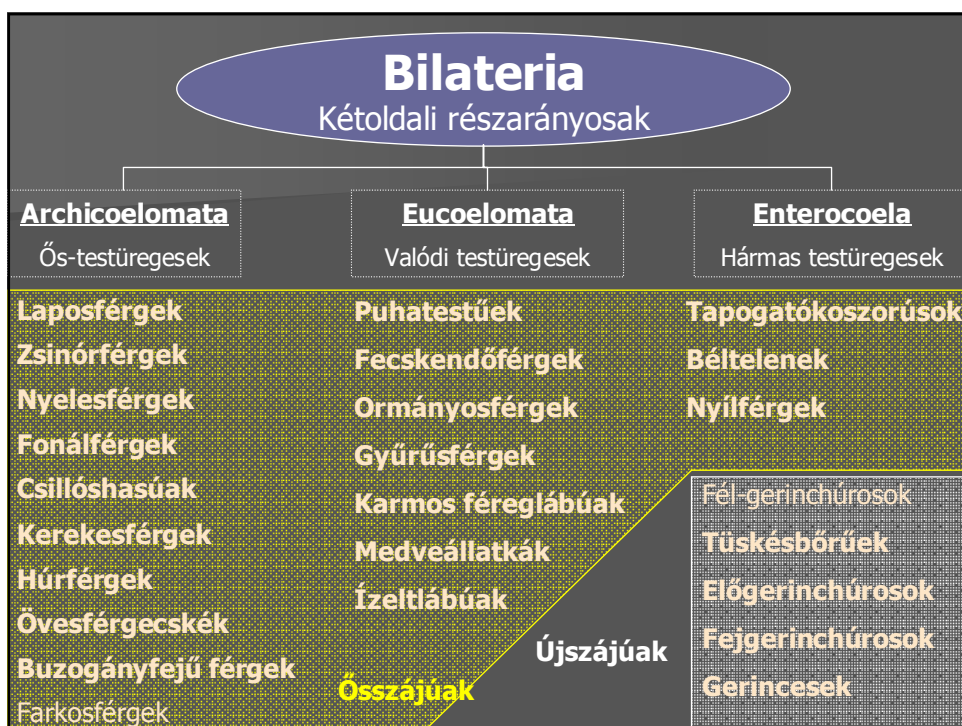 Bilateria
Kétoldali részarányosak
Archicoelomata
Ős-testüregesek
Eucoelomata
Valódi testüregesek
Enterocoela
Hármas testüregesek
Laposférgek
Zsinórférgek
Nyelesférgek
Fonálférgek
Csillóshasúak
Kerekesférgek
Húrférgek
Övesférgecskék
Buzogányfejű férgek
Farkosférgek
Puhatestűek
Fecskendőférgek
Ormányosférgek
Gyűrűsférgek
Karmos féreglábúak
Medveállatkák
Ízeltlábúak
Ősszájúak
Tapogatókoszorúsok
Béltelenek
Nyílférgek
Újszájúak
Fél-gerinchúrosok
Tüskésbőrűek
Előgerinchúrosok
Fejgerinchúrosok
Gerincesek